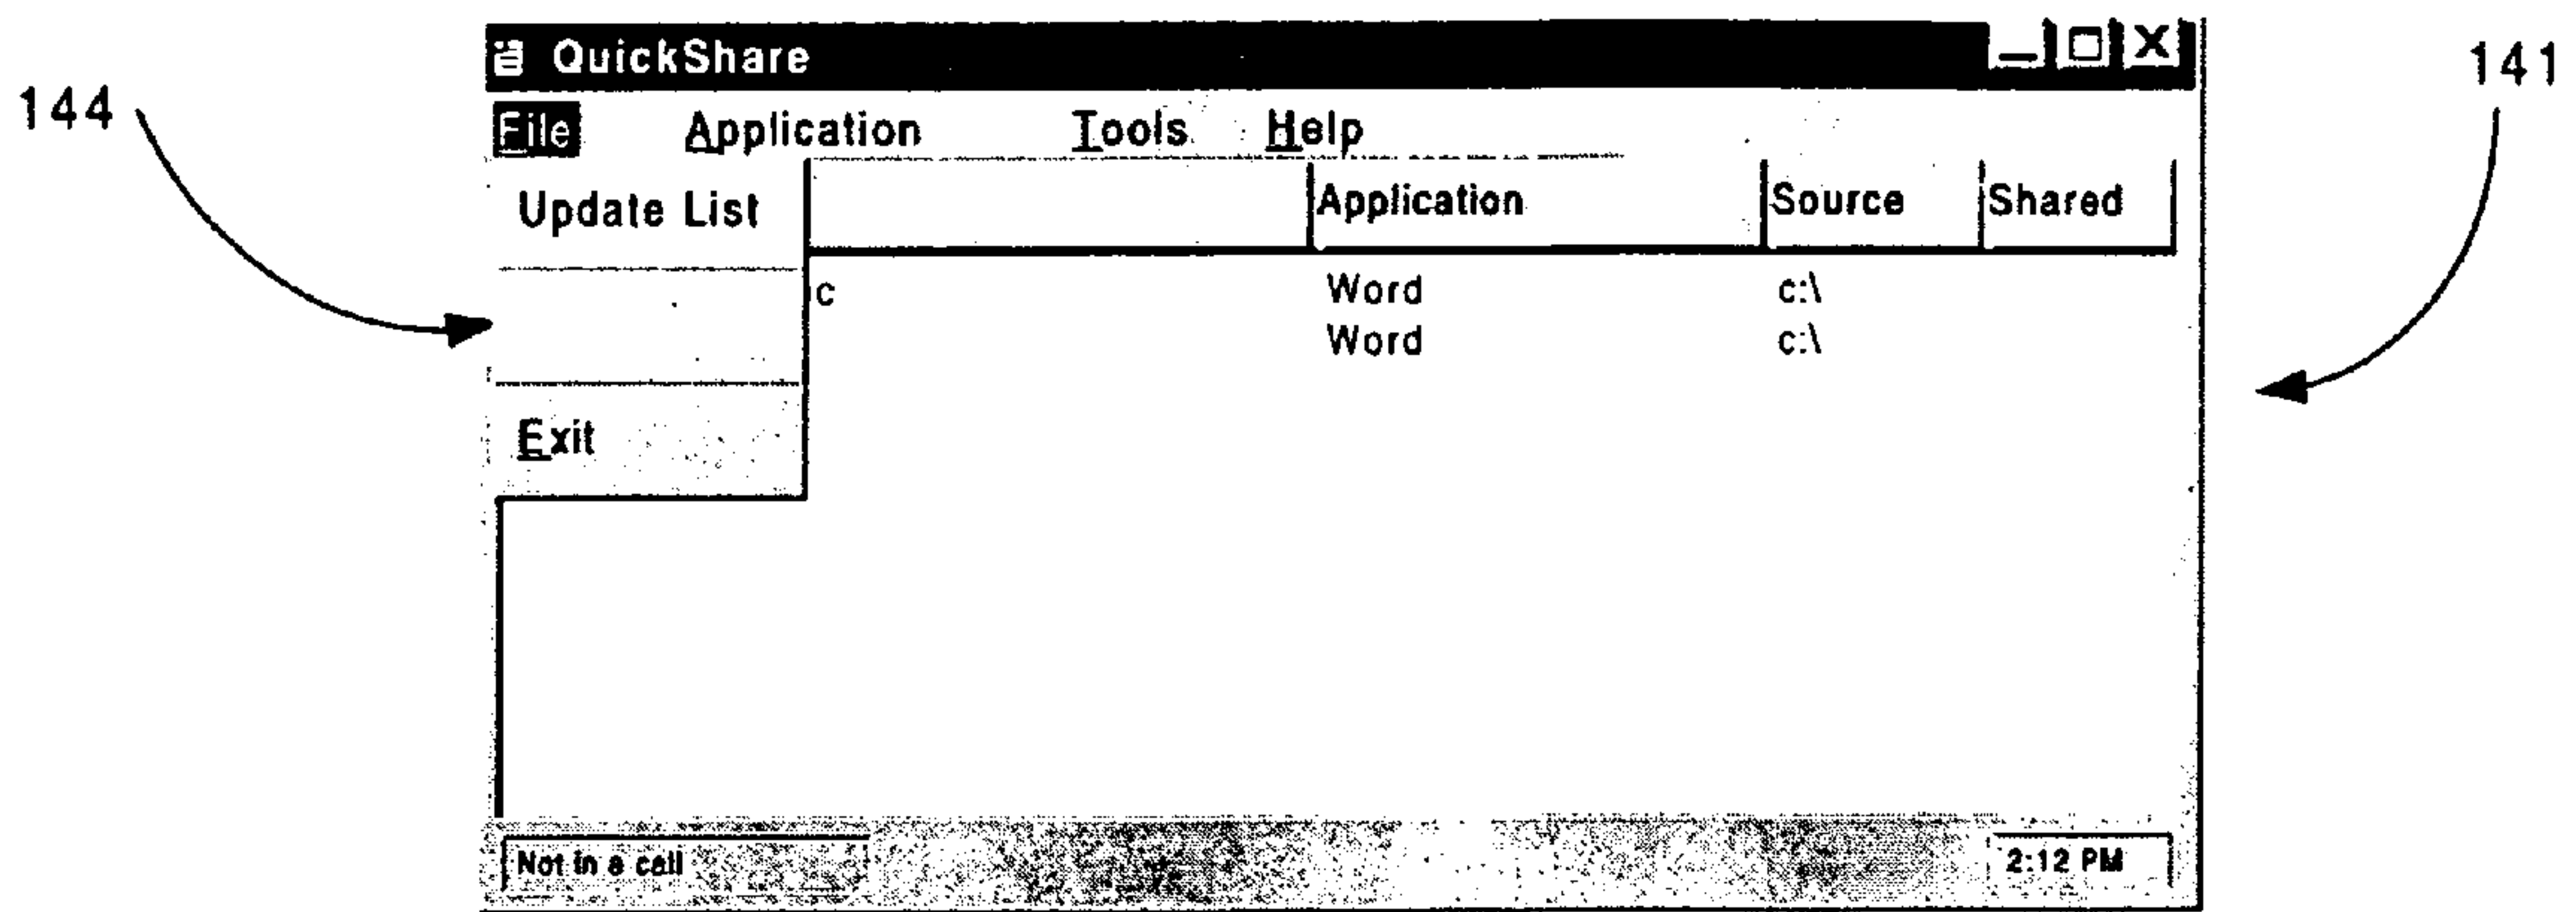 QuickShare
144
141
File Application Tools Help
Update List Application Source Shared
c Word c:\
Word c:\
Exit
Not in a call 2:12 PM